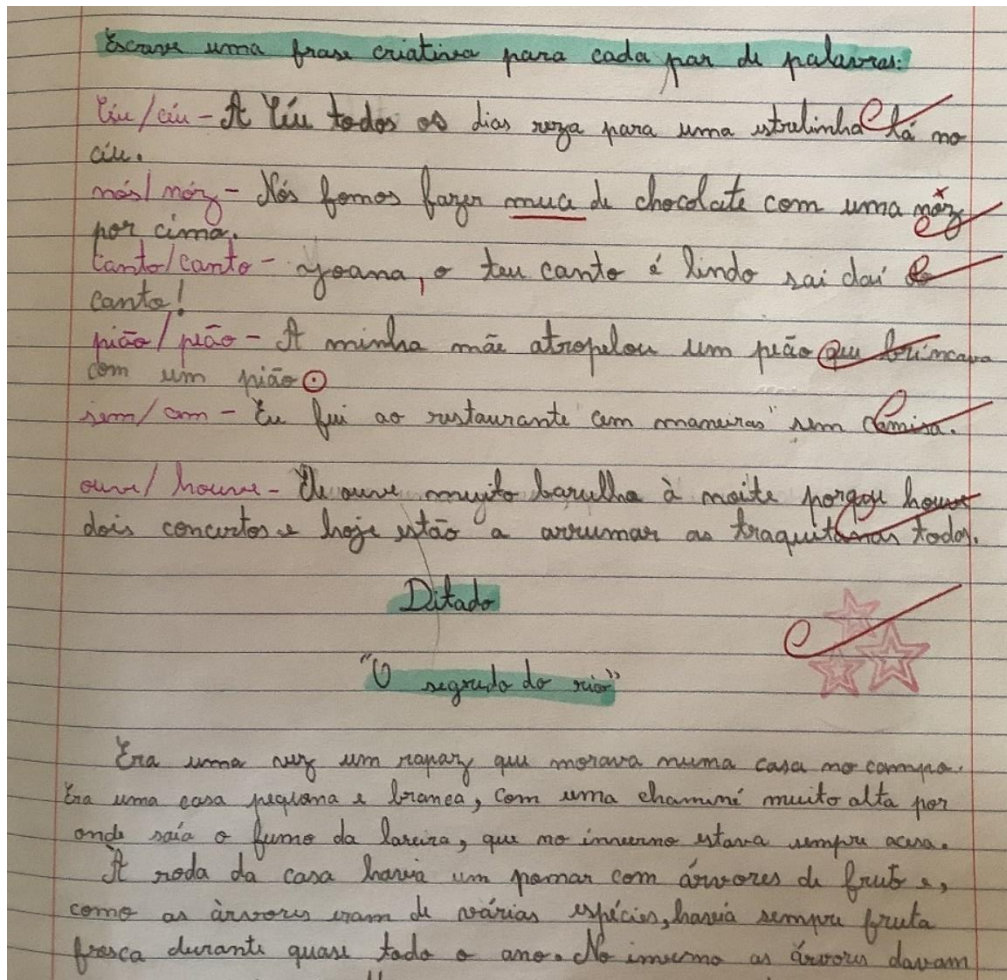 Escreve uma frase criativa para cada par de palavras:
Céu/céu - A Céu todos os dias reza para uma estrelinha lá no
céu.
nós/nóz - Nós fomos fazer muce de chocolate com uma nóz
por cima.
Canto/canto - Joana, o teu canto é lindo sai daí
canto!
pião/peão - A minha mãe atropelou um peão que brincava
com um pião.
sem/cem - Eu fui ao restaurante "cem maneiras" sem camisa.
ouve/houve - Ele ouve muito barulho à noite porque houve
dois concertos e hoje estão a arrumar as traquitanas todas.
Ditado
"O segredo do rio"
Era uma vez um rapaz que morava numa casa no campo.
Era uma casa pequena e branca, com uma chaminé muito alta por
onde saía o fumo da lareira, que no inverno estava sempre acesa.
À roda da casa havia um pomar com árvores de fruto e,
como as àrvores eram de várias espécies, havia sempre fruta
fresca durante quase todo o ano. No inverno as árvores davam